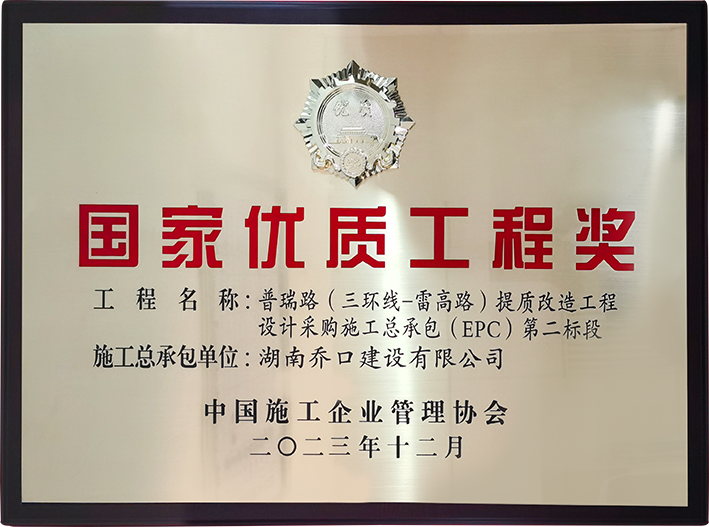 优质
国家优质工程奖
工程名称：普瑞路（三环线-雷高路）提质改造工程
设计采购施工总承包（EPC）第二标段
施工总承包单位：湖南乔口建设有限公司
中国施工企业管理协会
二〇二三年十二月